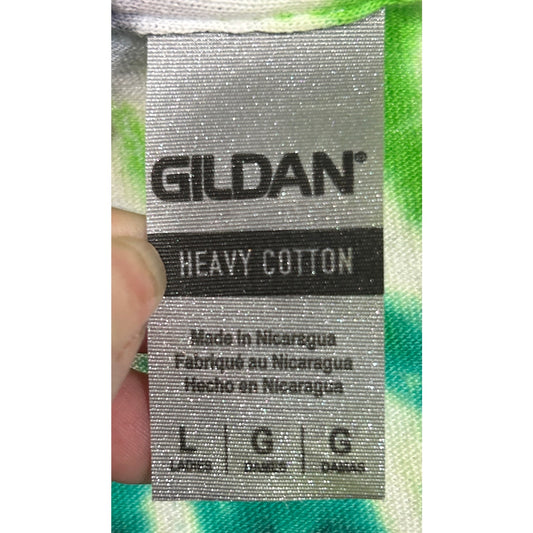 GILDAN®
HEAVY COTTON
Made in Nicaragua
Fabriqué au Nicaragua
Hecho en Nicaragua
L | G | G
LADIES | DAMES | DAMAS